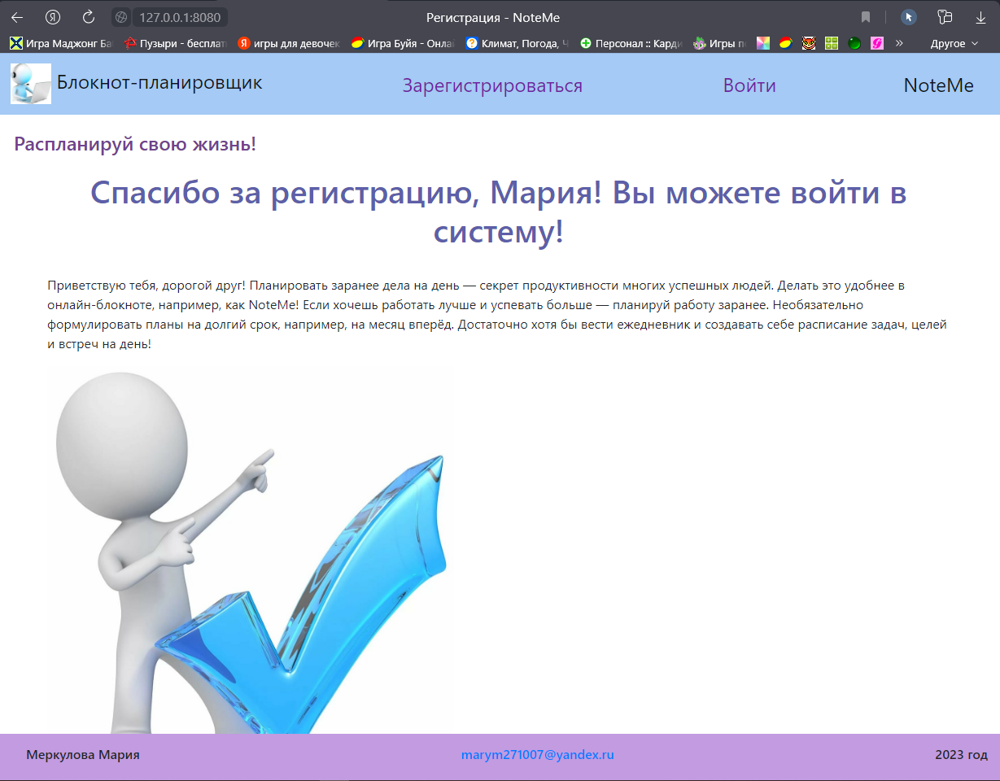 127.0.0.1:8080
Регистрация - NoteMe
Игра Маджонг Ба
Пузыри - бесплат
игры для девочек
Игра Буйя - Онла
Климат, Погода,
Персонал :: Карди
Игры п
Другое
Блокнот-планировщик
Зарегистрироваться
Войти
NoteMe
Распланируй свою жизнь!
Спасибо за регистрацию, Мария! Вы можете войти в
систему!
Приветствую тебя, дорогой друг! Планировать заранее дела на день — секрет продуктивности многих успешных людей. Делать это удобнее в
онлайн-блокноте, например, как NoteMe! Если хочешь работать лучше и успевать больше — планируй работу заранее. Необязательно
формулировать планы на долгий срок, например, на месяц вперёд. Достаточно хотя бы вести ежедневник и создавать себе расписание задач, целей
и встреч на день!
Меркулова Мария
marym271007@yandex.ru
2023 год